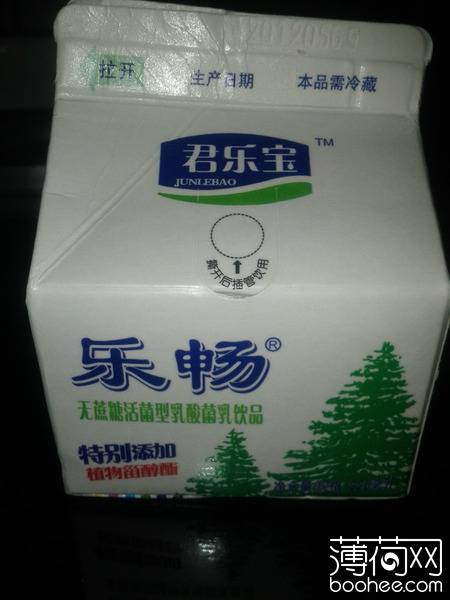 拉开
生产日期
本品需冷藏
君乐宝
TM
JUNLEBAO
撕开后插管饮用
乐畅®
无蔗糖活菌型乳酸菌乳饮品
特别添加
植物甾醇酯
薄荷网
boohee.com